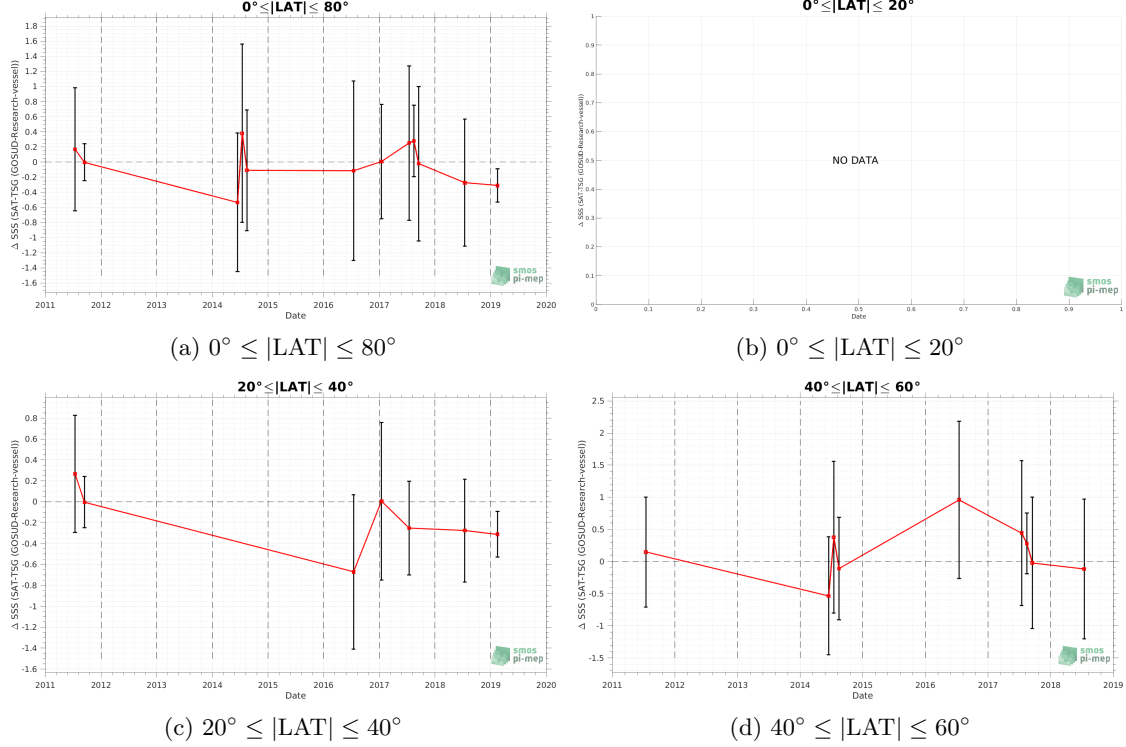 0°≤|LAT|≤ 80°
Δ SSS (SAT-TSG (GOSUD-Research-vessel))
1.8
1.6
1.4
1.2
1
0.8
0.6
0.4
0.2
0
-0.2
-0.4
-0.6
-0.8
-1
-1.2
-1.4
-1.6
2011 2012 2013 2014 2015 2016 2017 2018 2019 2020
Date
smos
pi-mep
(a) 0° ≤ |LAT| ≤ 80°
0°≤|LAT|≤ 20°
Δ SSS (SAT-TSG (GOSUD-Research-vessel))
1
0.9
0.8
0.7
0.6
0.5
0.4
0.3
0.2
0.1
0
NO DATA
0 0.1 0.2 0.3 0.4 0.5 0.6 0.7 0.8 0.9 1
Date
smos
pi-mep
(b) 0° ≤ |LAT| ≤ 20°
20°≤|LAT|≤ 40°
Δ SSS (SAT-TSG (GOSUD-Research-vessel))
0.8
0.6
0.4
0.2
0
-0.2
-0.4
-0.6
-0.8
-1
-1.2
-1.4
-1.6
2011 2012 2013 2014 2015 2016 2017 2018 2019 2020
Date
smos
pi-mep
(c) 20° ≤ |LAT| ≤ 40°
40°≤|LAT|≤ 60°
Δ SSS (SAT-TSG (GOSUD-Research-vessel))
2.5
2
1.5
1
0.5
0
-0.5
-1
-1.5
2011 2012 2013 2014 2015 2016 2017 2018 2019
Date
smos
pi-mep
(d) 40° ≤ |LAT| ≤ 60°